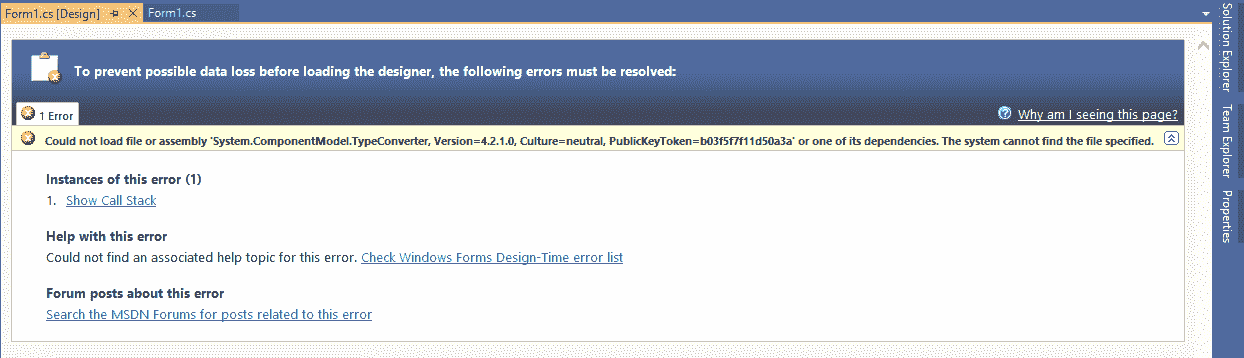 Form1.cs [Design]
Form1.cs
To prevent possible data loss before loading the designer, the following errors must be resolved:
1 Error
Why am I seeing this page?
Could not load file or assembly 'System.ComponentModel.TypeConverter, Version=4.2.1.0, Culture=neutral, PublicKeyToken=b03f5f7f11d50a3a' or one of its dependencies. The system cannot find the file specified.
Instances of this error (1)
1. Show Call Stack
Help with this error
Could not find an associated help topic for this error. Check Windows Forms Design-Time error list
Forum posts about this error
Search the MSDN Forums for posts related to this error
Solution Explorer
Team Explorer
Properties